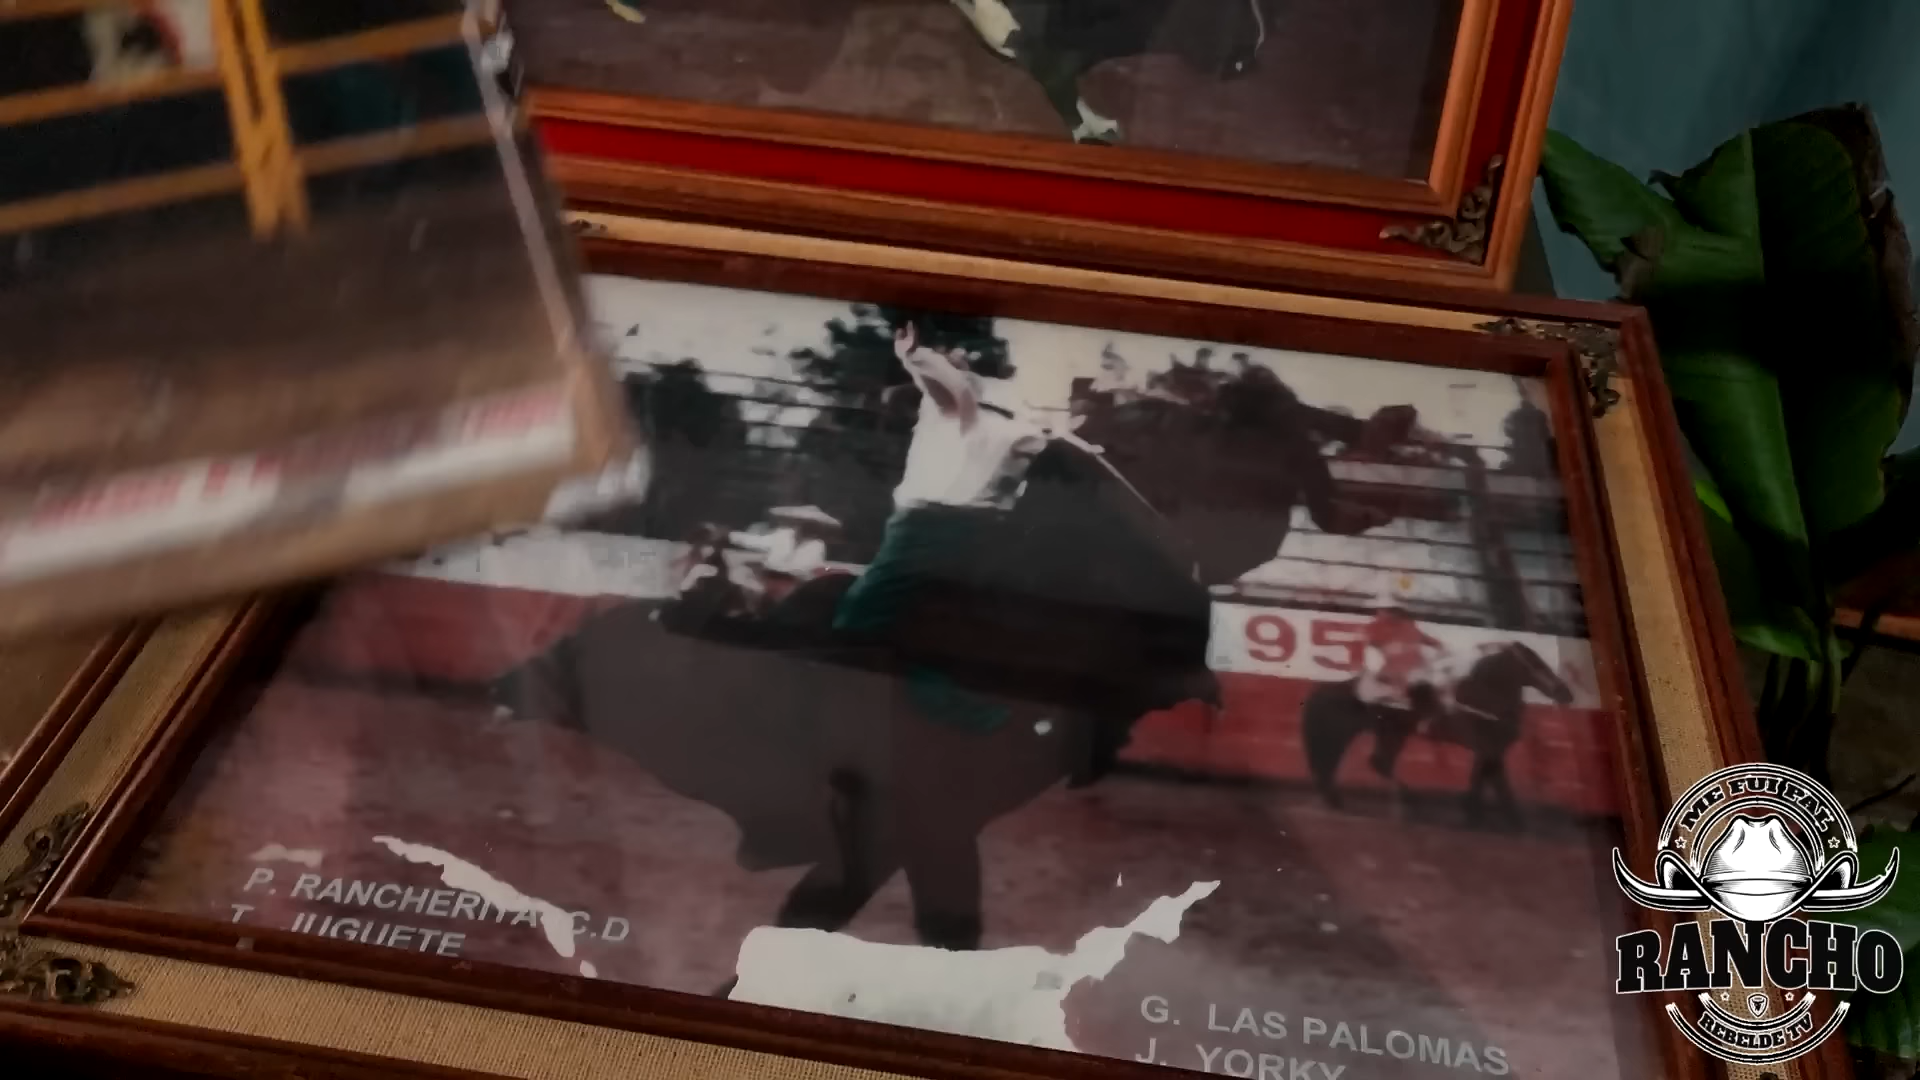 95
P. RANCHERITA C.D
T. JUGUETE
G. LAS PALOMAS
J. YORKY
ME FUI PAL
RANCHO
REBELDE TV